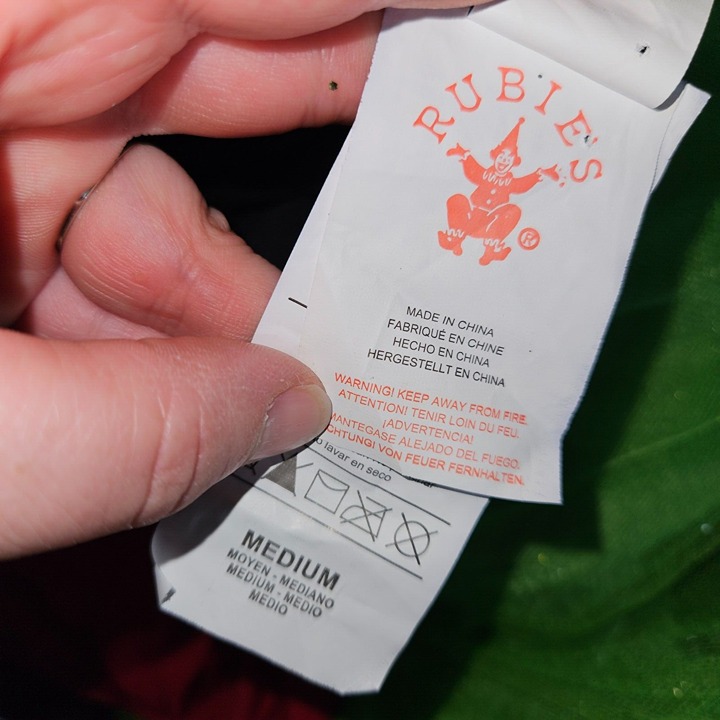 RUBIE'S
®
MADE IN CHINA
FABRIQUÉ EN CHINE
HECHO EN CHINA
HERGESTELLT EN CHINA
WARNING! KEEP AWAY FROM FIRE.
ATTENTION! TENIR LOIN DU FEU.
¡ADVERTENCIA!
MANTEGASE ALEJADO DEL FUEGO.
CHTUNG! VON FEUER FERNHALTEN.
o lavar en seco
MEDIUM
MOYEN - MEDIANO
MEDIUM - MEDIO
MEDIO